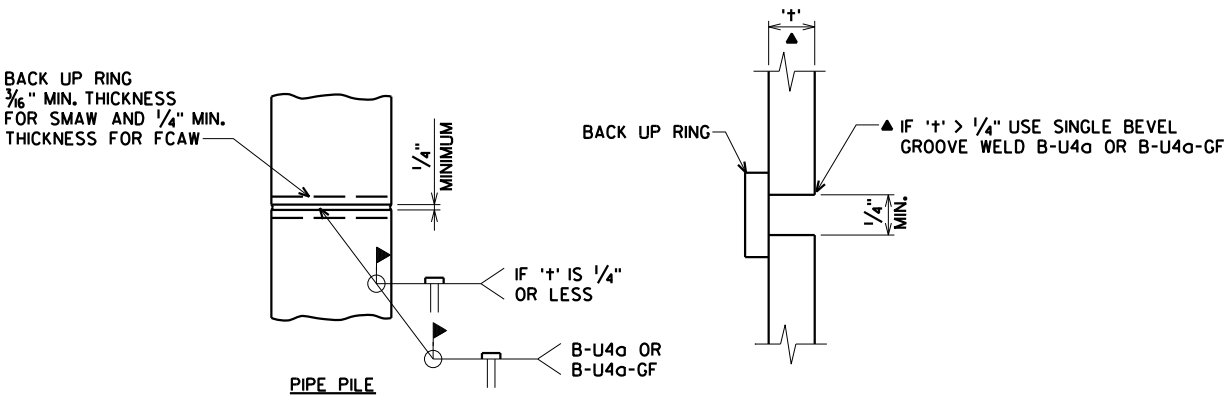 BACK UP RING
3/16" MIN. THICKNESS
FOR SMAW AND 1/4" MIN.
THICKNESS FOR FCAW
1/4"
MINIMUM
IF 't' IS 1/4"
OR LESS
B-U4a OR
B-U4a-GF
PIPE PILE
't'
▲
BACK UP RING
▲ IF 't' > 1/4" USE SINGLE BEVEL
GROOVE WELD B-U4a OR B-U4a-GF
1/4"
MIN.